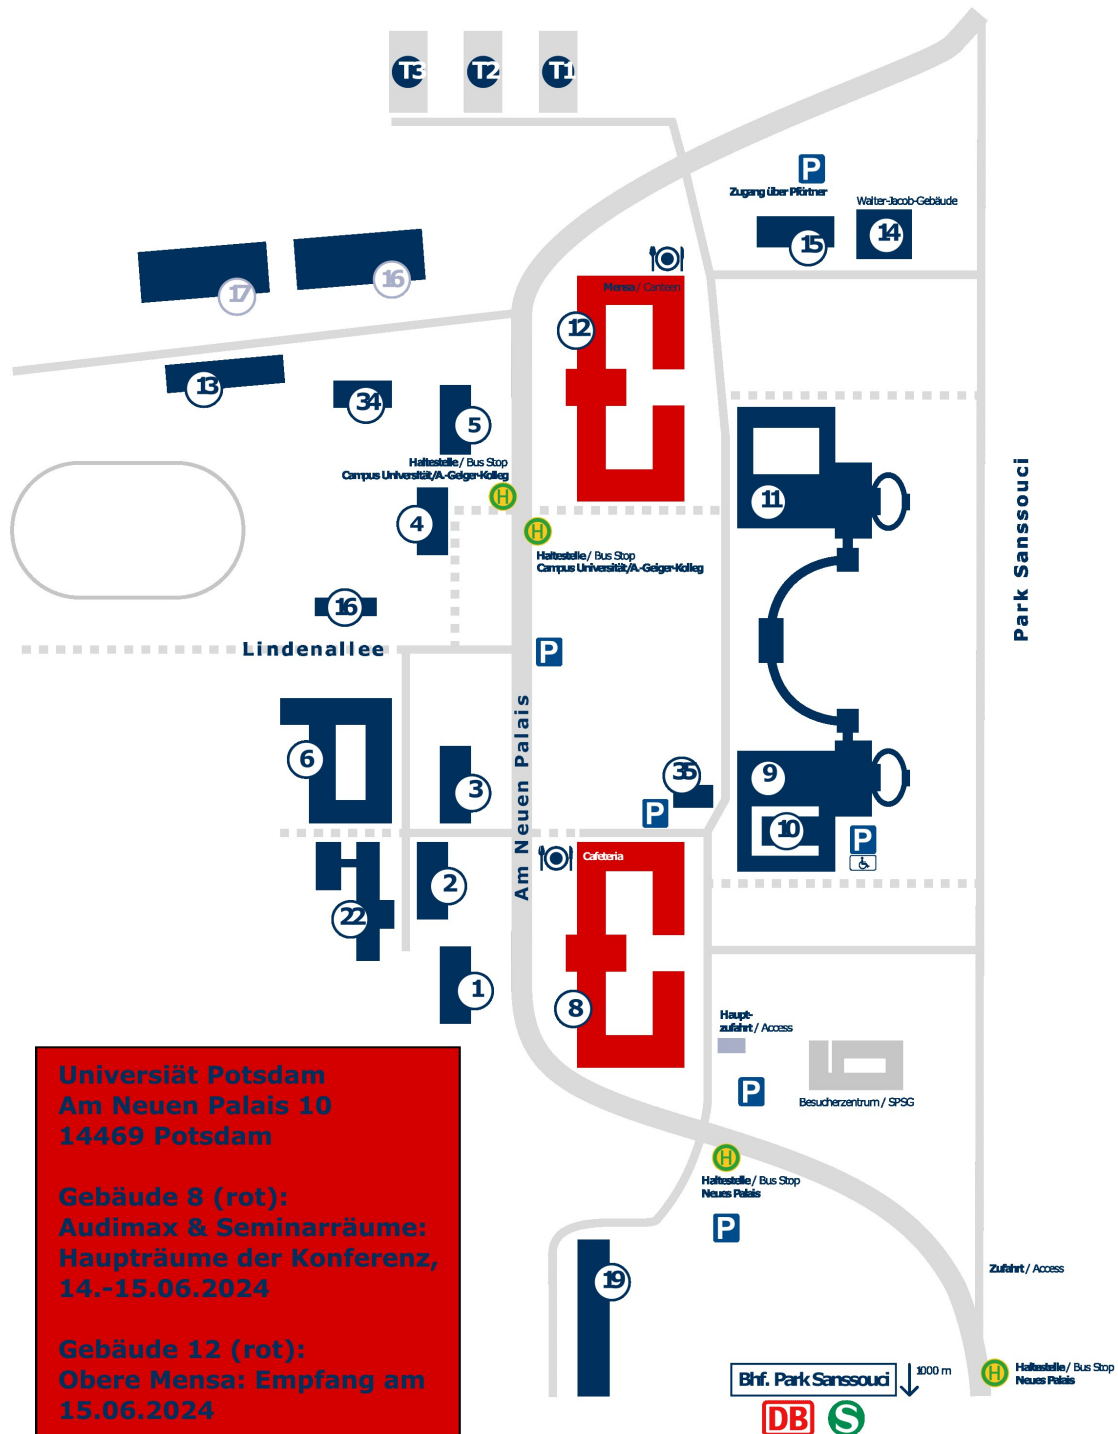 T3
T2
T1
P
Zugang über Pförtner
Walter-Jacob-Gebäude
15
14
17
16
Mensa / Canteen
12
13
34
5
Haltestelle / Bus Stop
Campus Universität/A.-Geiger-Kolleg
H
4
H
Haltestelle / Bus Stop
Campus Universität/A.-Geiger-Kolleg
11
Park Sanssouci
16
Lindenallee
P
Am Neuen Palais
6
3
35
P
9
10
P
Cafeteria
2
22
1
8
Haupt-
zufahrt / Access
P
Besucherzentrum / SPSG
H
Haltestelle / Bus Stop
Neues Palais
P
19
Zufahrt / Access
Bhf. Park Sanssouci
1000 m
H
Haltestelle / Bus Stop
Neues Palais
DB
S
Universiät Potsdam
Am Neuen Palais 10
14469 Potsdam
Gebäude 8 (rot):
Audimax & Seminarräume:
Haupträume der Konferenz,
14.-15.06.2024
Gebäude 12 (rot):
Obere Mensa: Empfang am
15.06.2024